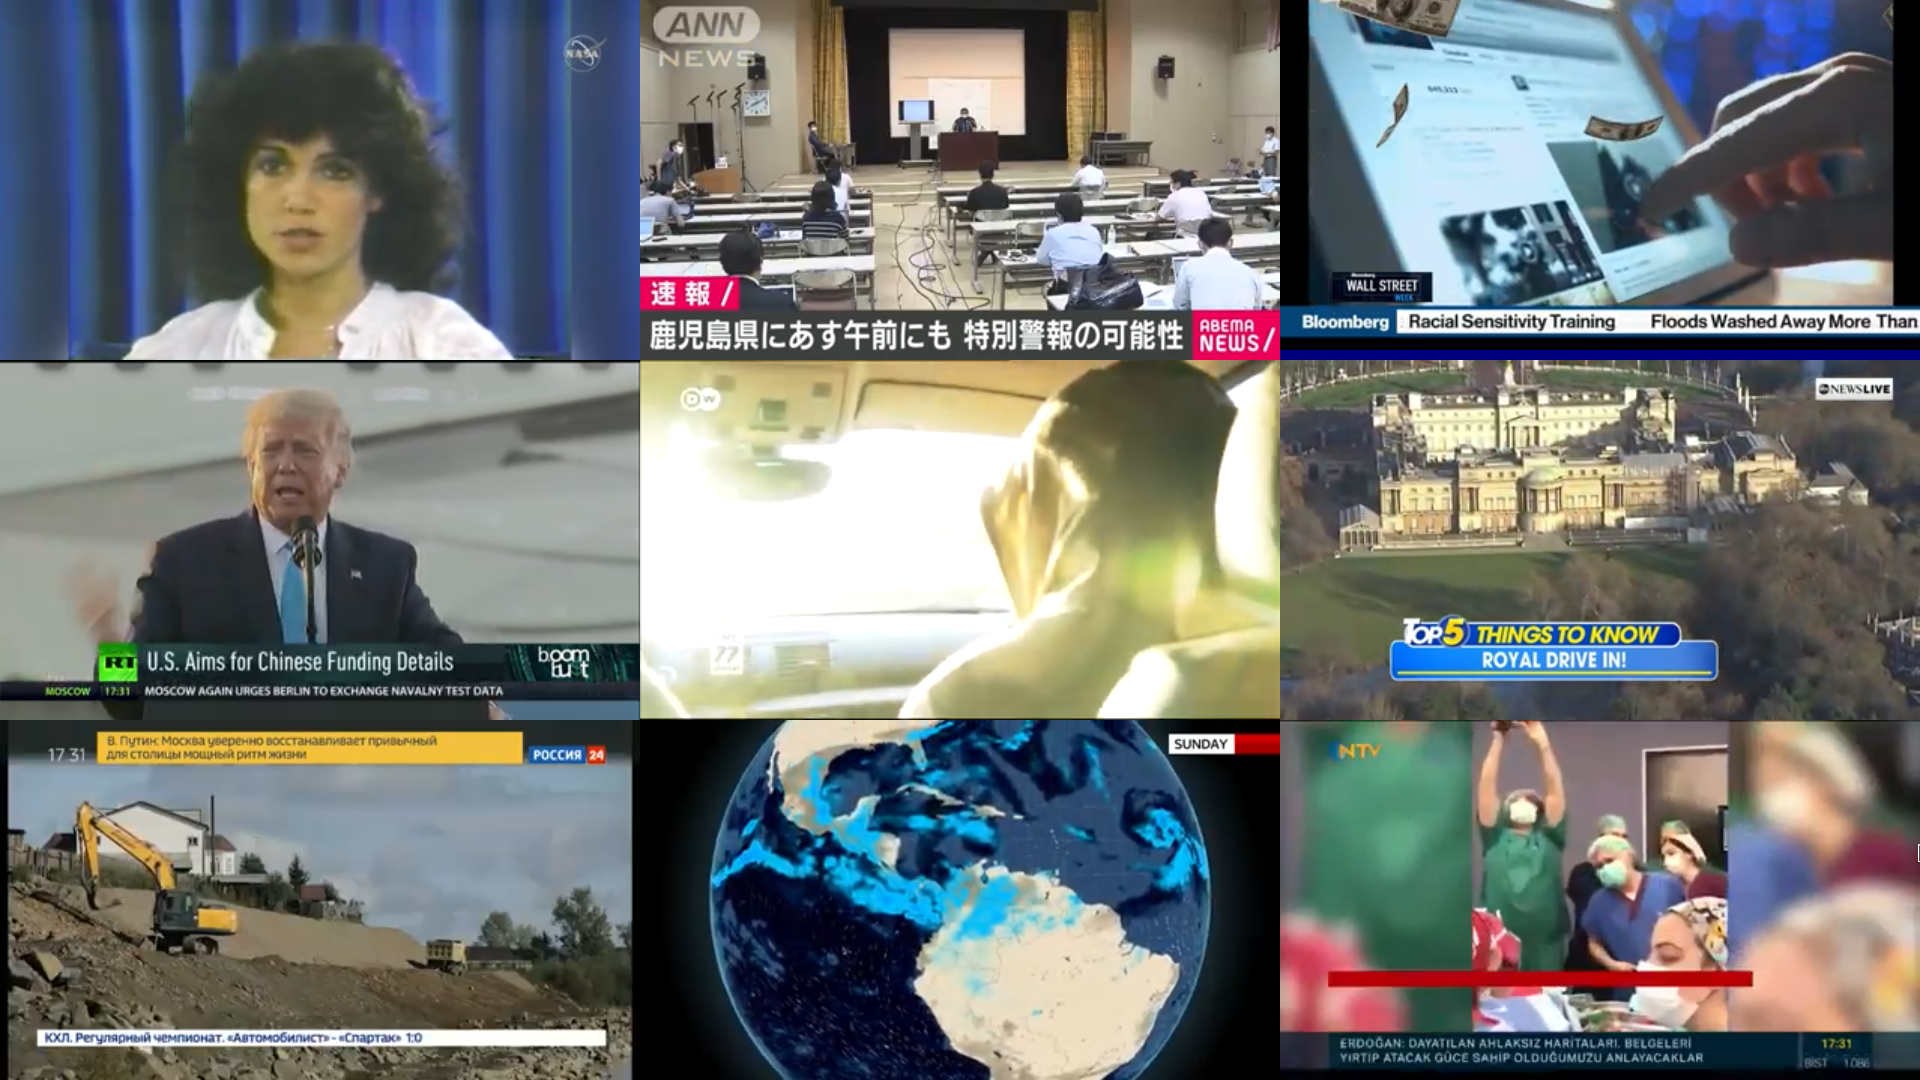 NASA
ANN
NEWS
速報 /
鹿児島県にあす午前にも 特別警報の可能性
ABEMA
NEWS/
Bloomberg
WALL STREET
WEEK
Bloomberg
Racial Sensitivity Training
Floods Washed Away More Than
RT
U.S. Aims for Chinese Funding Details
boom
bust
MOSCOW 17:31 MOSCOW AGAIN URGES BERLIN TO EXCHANGE NAVALNY TEST DATA
DW
77
abc NEWS LIVE
TOP 5 THINGS TO KNOW
ROYAL DRIVE IN!
17 31
В. Путин: Москва уверенно восстанавливает привычный
для столицы мощный ритм жизни
РОССИЯ 24
КХЛ. Регулярный чемпионат. «Автомобилист» - «Спартак» 1:0
SUNDAY
NTV
ERDOĞAN: DAYATILAN AHLAKSIZ HARİTALARI, BELGELERİ
YIRTIP ATACAK GÜCE SAHİP OLDUĞUMUZU ANLAYACAKLAR
17:31
BIST